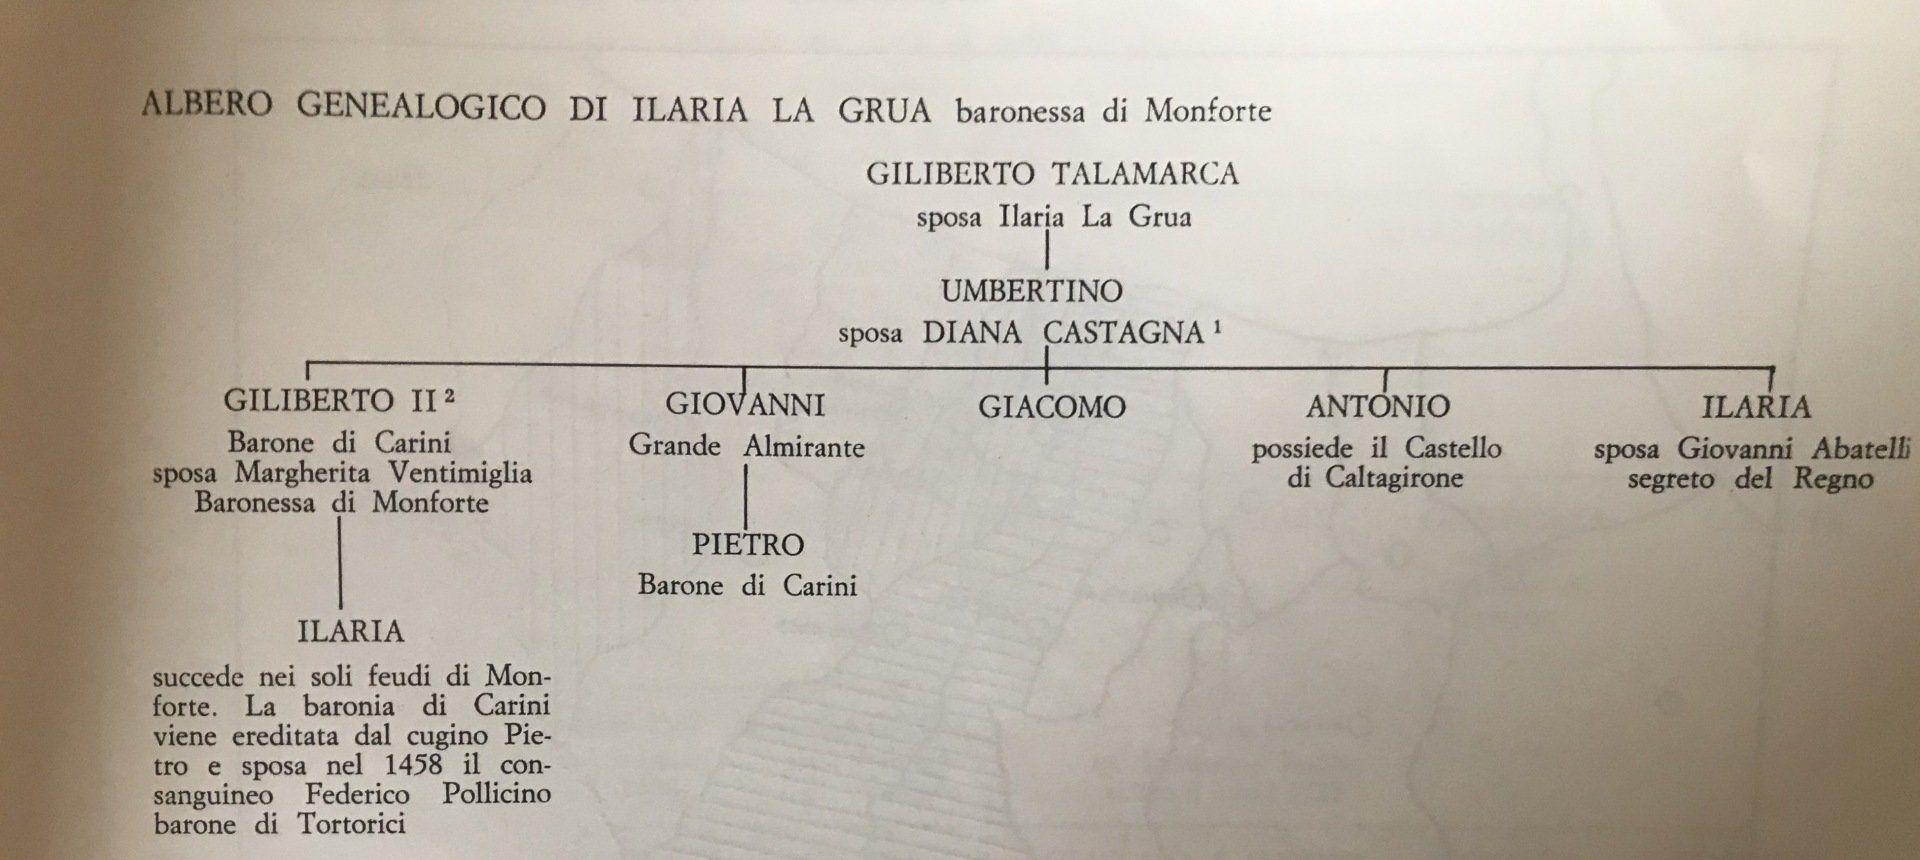 ALBERO GENEALOGICO DI ILARIA LA GRUA baronessa di Monforte
GILIBERTO TALAMARCA
sposa Ilaria La Grua
UMBERTINO
sposa DIANA CASTAGNA ¹
GILIBERTO II ²
Barone di Carini
sposa Margherita Ventimiglia
Baronessa di Monforte
GIOVANNI
Grande Almirante
GIACOMO
ANTONIO
possiede il Castello
di Caltagirone
ILARIA
sposa Giovanni Abatelli
segreto del Regno
PIETRO
Barone di Carini
ILARIA
succede nei soli feudi di Mon-
forte. La baronia di Carini
viene ereditata dal cugino Pie-
tro e sposa nel 1458 il con-
sanguineo Federico Pollicino
barone di Tortorici